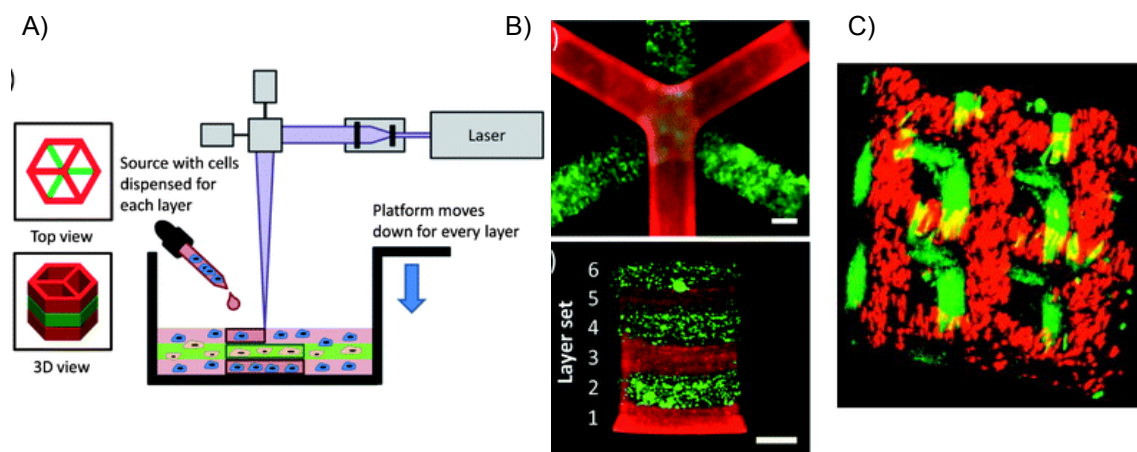 A)
B)
C)
)
Laser
Source with cells
dispensed for
each layer
Platform moves
down for every layer
Top view
3D view
)
)
Layer set
6
5
4
3
2
1